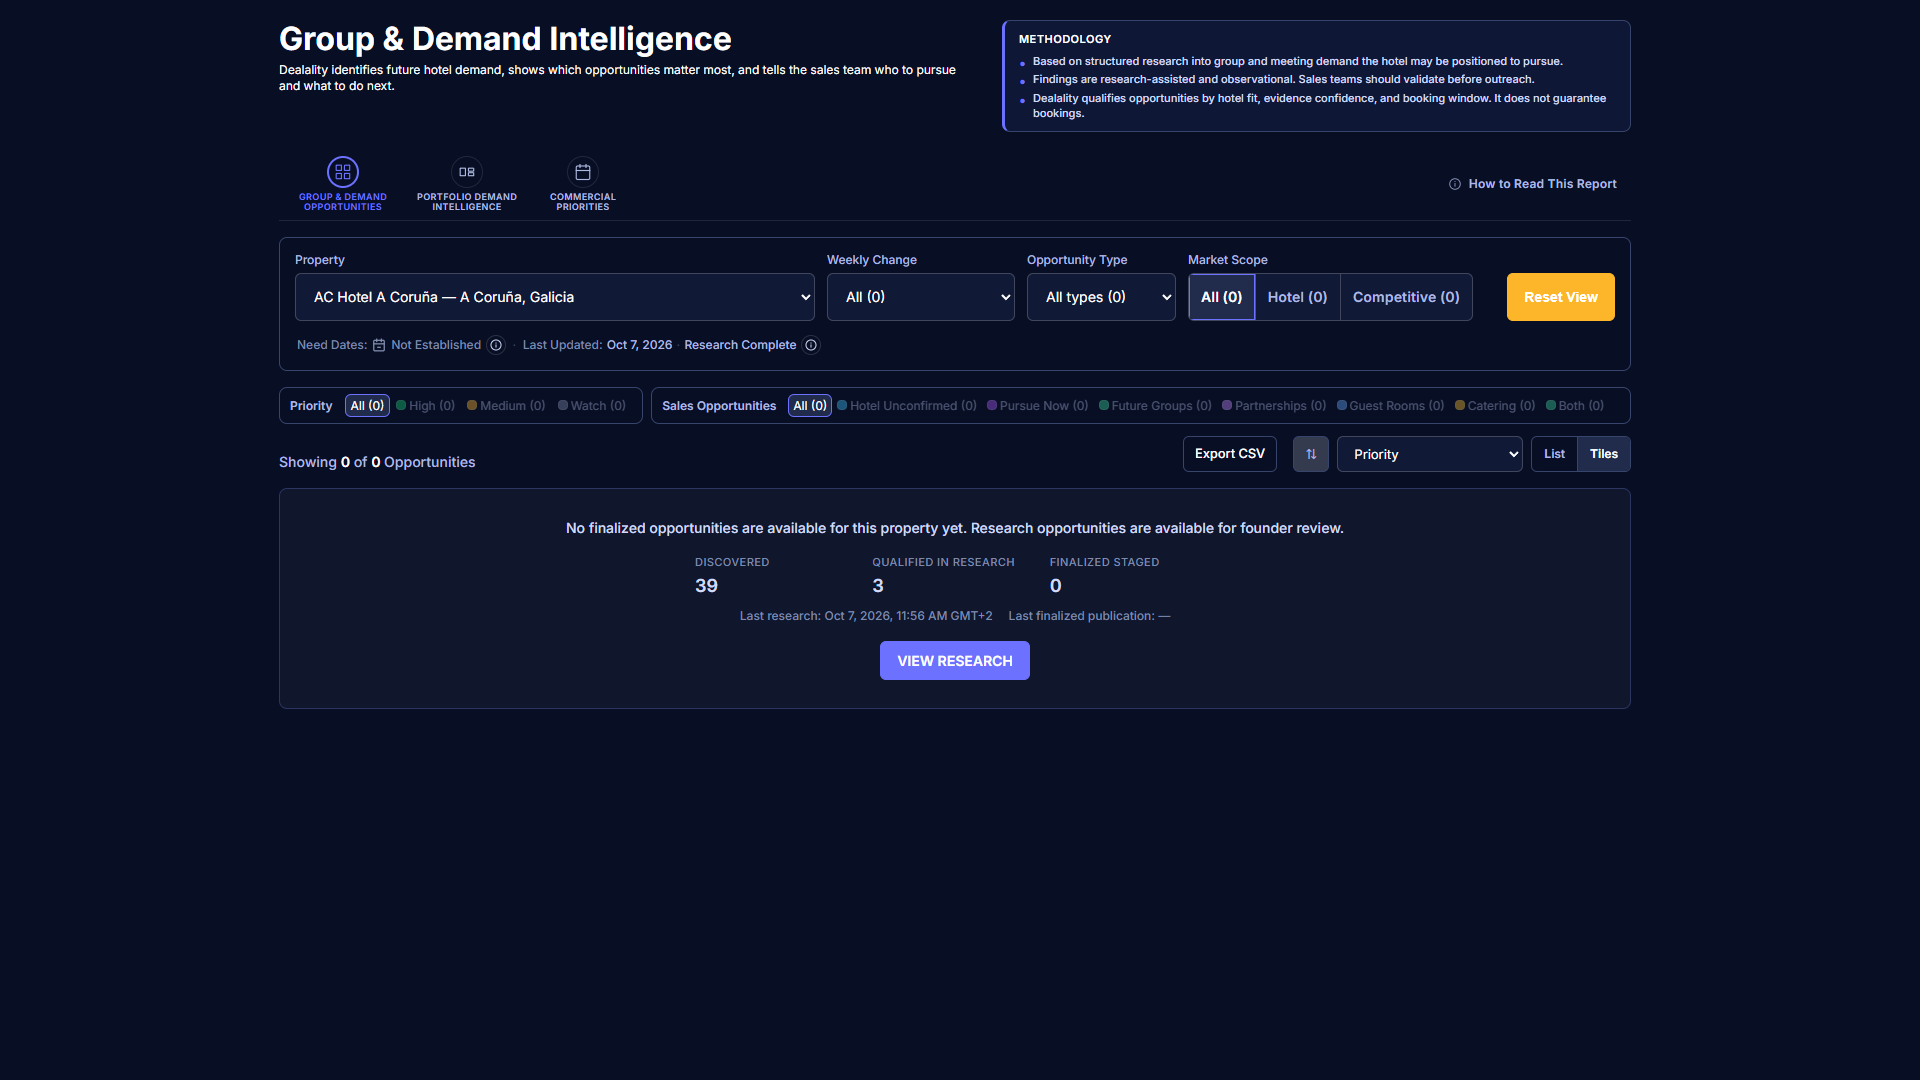 Group & Demand Intelligence
Dealality identifies future hotel demand, shows which opportunities matter most, and tells the sales team who to pursue
and what to do next.
METHODOLOGY
Based on structured research into group and meeting demand the hotel may be positioned to pursue.
Findings are research-assisted and observational. Sales teams should validate before outreach.
Dealality qualifies opportunities by hotel fit, evidence confidence, and booking window. It does not guarantee
bookings.
GROUP & DEMAND
OPPORTUNITIES
PORTFOLIO DEMAND
INTELLIGENCE
COMMERCIAL
PRIORITIES
How to Read This Report
Property
Weekly Change
Opportunity Type
Market Scope
AC Hotel A Coruña — A Coruña, Galicia
All (0)
All types (0)
All (0)
Hotel (0)
Competitive (0)
Reset View
Need Dates: Not Established · Last Updated: Oct 7, 2026 · Research Complete
Priority All (0) High (0) Medium (0) Watch (0)
Sales Opportunities All (0) Hotel Unconfirmed (0) Pursue Now (0) Future Groups (0) Partnerships (0) Guest Rooms (0) Catering (0) Both (0)
Showing 0 of 0 Opportunities
Export CSV
Priority
List
Tiles
No finalized opportunities are available for this property yet. Research opportunities are available for founder review.
DISCOVERED
39
QUALIFIED IN RESEARCH
3
FINALIZED STAGED
0
Last research: Oct 7, 2026, 11:56 AM GMT+2 Last finalized publication: —
VIEW RESEARCH